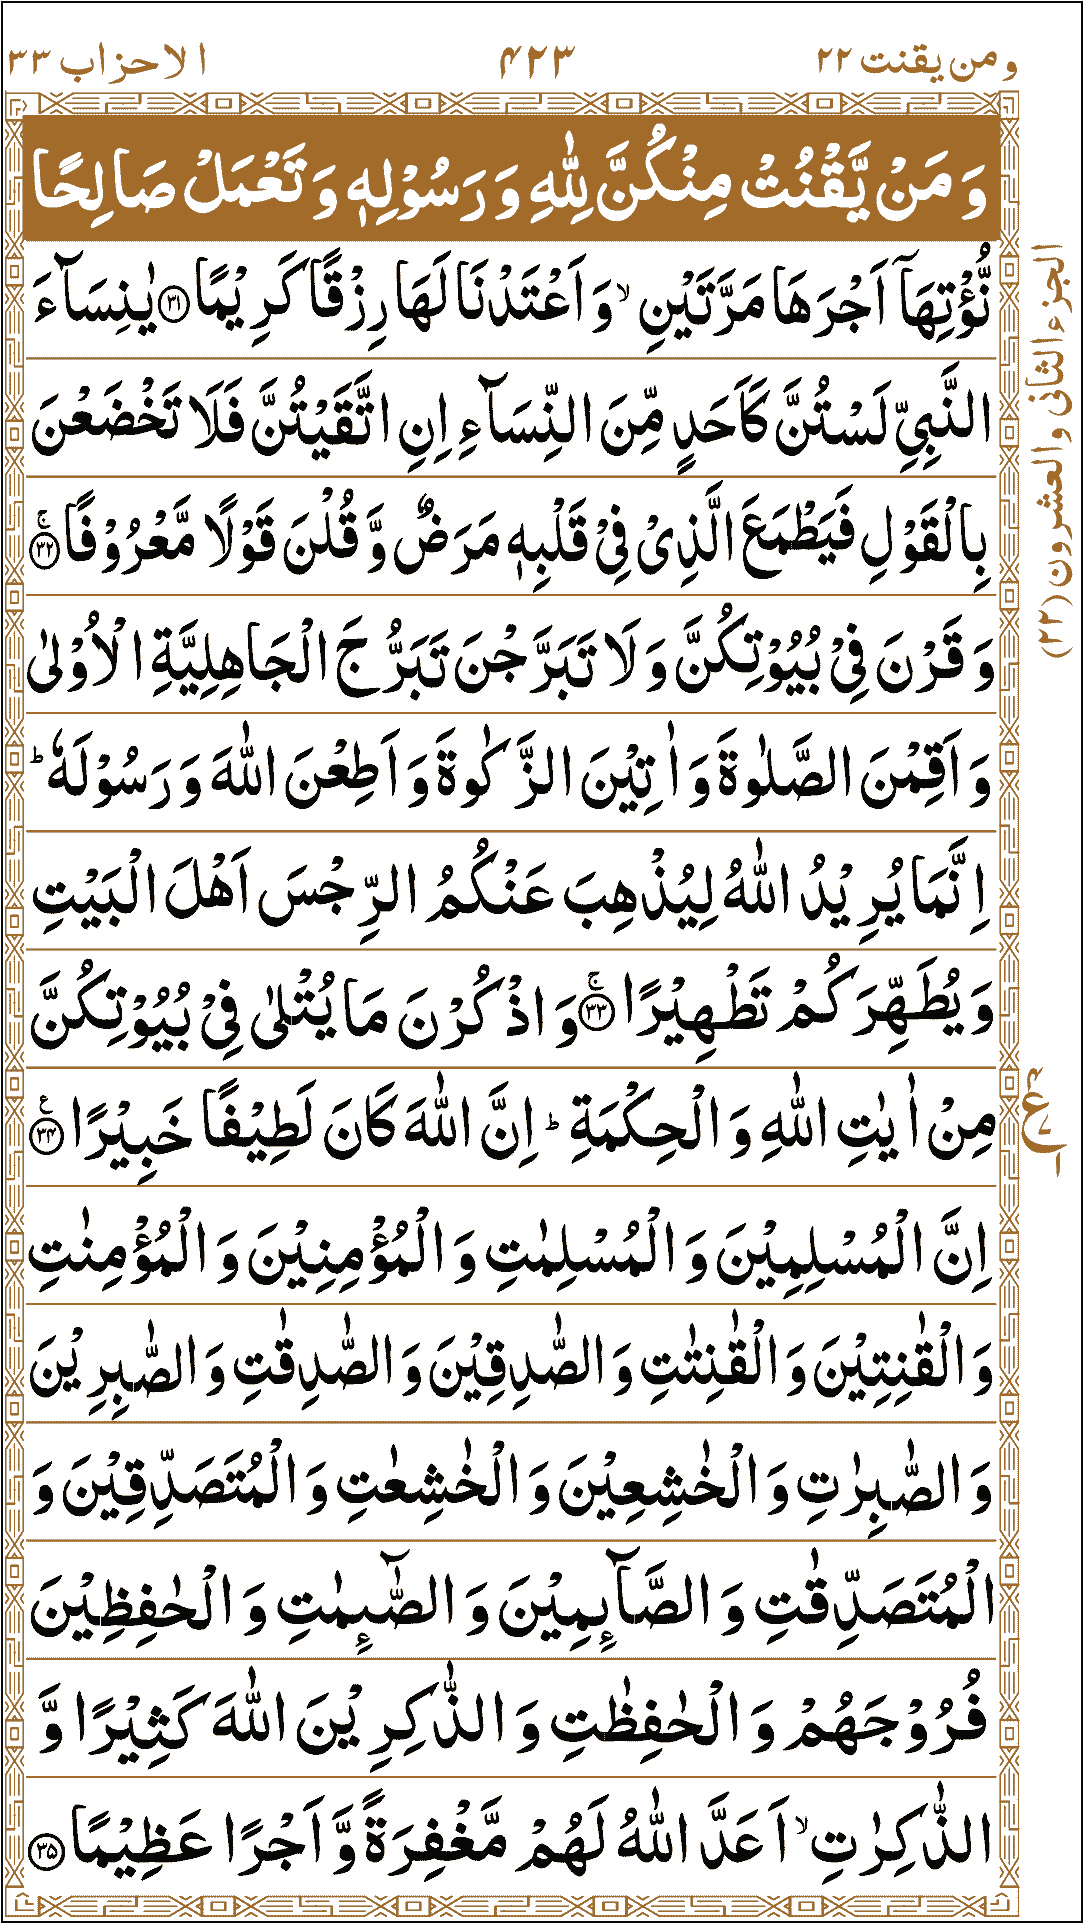 ومن یقنت ۲۲
۴۲۳
الاحزاب ۳۳
وَ مَنْ یَّقْنُتْ مِنْكُنَّ لِلّٰهِ وَ رَسُوْلِهٖ وَ تَعْمَلْ صَالِحًا
نُّؤْتِهَاۤ اَجْرَهَا مَرَّتَیْنِ ۙ وَ اَعْتَدْنَا لَهَا رِزْقًا كَرِیْمًا ۝۳۱ یٰنِسَآءَ
النَّبِیِّ لَسْتُنَّ كَاَحَدٍ مِّنَ النِّسَآءِ اِنِ اتَّقَیْتُنَّ فَلَا تَخْضَعْنَ
بِالْقَوْلِ فَیَطْمَعَ الَّذِیْ فِیْ قَلْبِهٖ مَرَضٌ وَّ قُلْنَ قَوْلًا مَّعْرُوْفًا ۝۳۲ۚ
وَ قَرْنَ فِیْ بُیُوْتِكُنَّ وَ لَا تَبَرَّجْنَ تَبَرُّجَ الْجَاهِلِیَّةِ الْاُوْلٰى
وَ اَقِمْنَ الصَّلٰوةَ وَ اٰتِیْنَ الزَّكٰوةَ وَ اَطِعْنَ اللّٰهَ وَ رَسُوْلَهٗ ؕ
اِنَّمَا یُرِیْدُ اللّٰهُ لِیُذْهِبَ عَنْكُمُ الرِّجْسَ اَهْلَ الْبَیْتِ
وَ یُطَهِّرَكُمْ تَطْهِیْرًا ۝۳۳ۚ وَ اذْكُرْنَ مَا یُتْلٰى فِیْ بُیُوْتِكُنَّ
مِنْ اٰیٰتِ اللّٰهِ وَ الْحِكْمَةِ ؕ اِنَّ اللّٰهَ كَانَ لَطِیْفًا خَبِیْرًا ۝۳۴۠
اِنَّ الْمُسْلِمِیْنَ وَ الْمُسْلِمٰتِ وَ الْمُؤْمِنِیْنَ وَ الْمُؤْمِنٰتِ
وَ الْقٰنِتِیْنَ وَ الْقٰنِتٰتِ وَ الصّٰدِقِیْنَ وَ الصّٰدِقٰتِ وَ الصّٰبِرِیْنَ
وَ الصّٰبِرٰتِ وَ الْخٰشِعِیْنَ وَ الْخٰشِعٰتِ وَ الْمُتَصَدِّقِیْنَ وَ
الْمُتَصَدِّقٰتِ وَ الصَّآىِٕمِیْنَ وَ الصّٰٓىِٕمٰتِ وَ الْحٰفِظِیْنَ
فُرُوْجَهُمْ وَ الْحٰفِظٰتِ وَ الذّٰكِرِیْنَ اللّٰهَ كَثِیْرًا وَّ
الذّٰكِرٰتِ ۙ اَعَدَّ اللّٰهُ لَهُمْ مَّغْفِرَةً وَّ اَجْرًا عَظِیْمًا ۝۳۵
الجزء الثانی والعشرون (۲۲)
ع